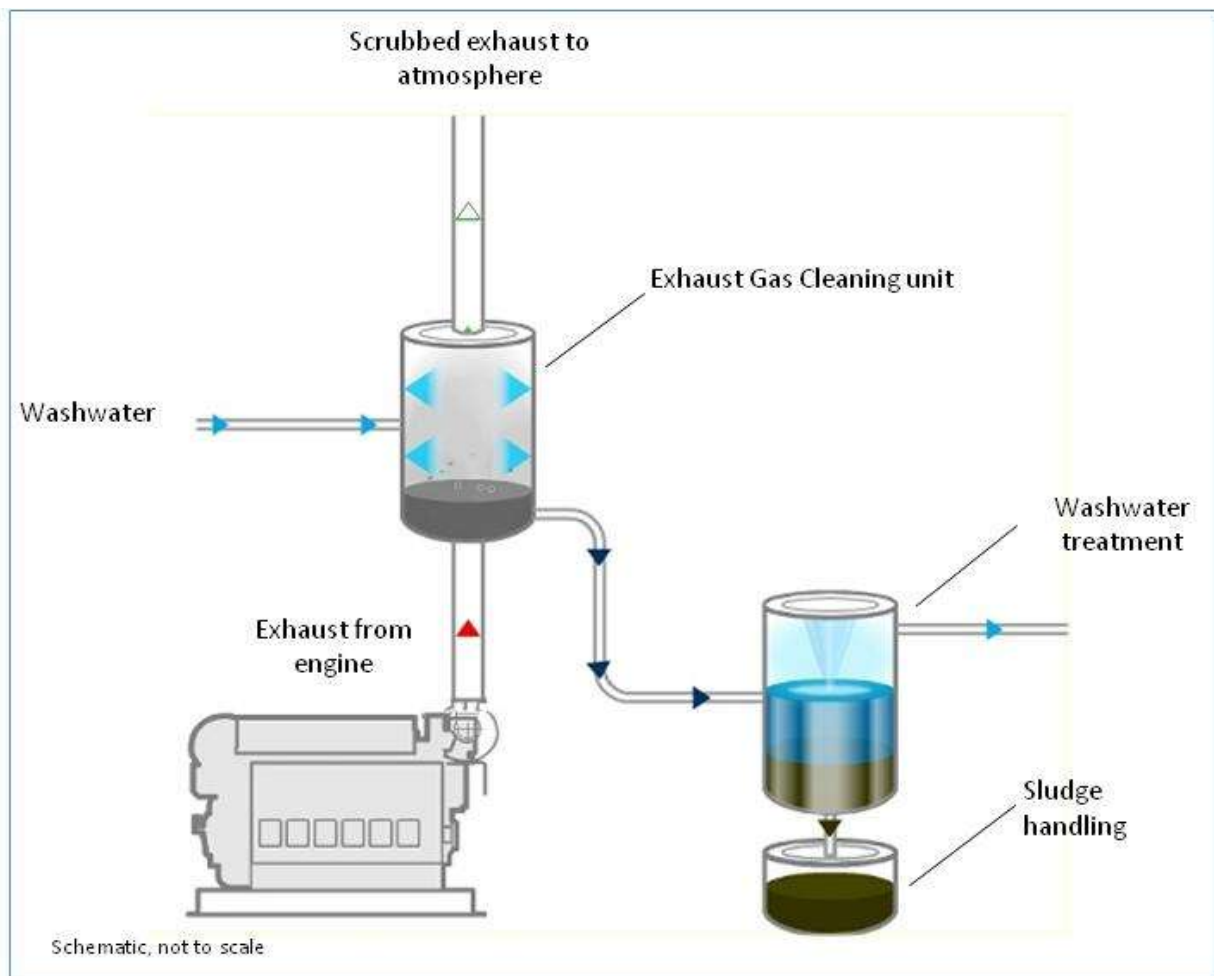 Scrubbed exhaust to
atmosphere
Exhaust Gas Cleaning unit
Washwater
Washwater
treatment
Exhaust from
engine
Sludge
handling
Schematic, not to scale